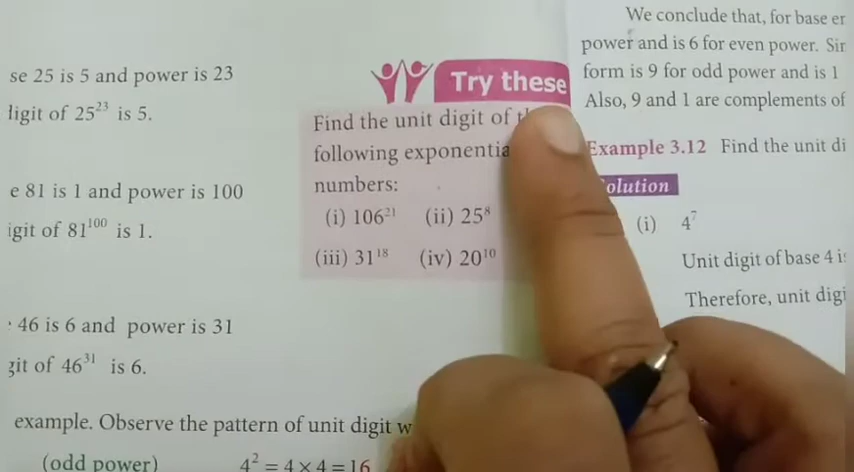 se 25 is 5 and power is 23
digit of 25²³ is 5.
e 81 is 1 and power is 100
igit of 81¹⁰⁰ is 1.
46 is 6 and power is 31
git of 46³¹ is 6.
example. Observe the pattern of unit digit w
(odd power) 4² = 4 × 4 = 16
Try these
Find the unit digit of
following exponentia
numbers:
(i) 106²¹ (ii) 25⁸
(iii) 31¹⁸ (iv) 20¹⁰
We conclude that, for base er
power and is 6 for even power. Sir
form is 9 for odd power and is 1
Also, 9 and 1 are complements of
Example 3.12 Find the unit di
olution
(i) 4⁷
Unit digit of base 4 is
Therefore, unit digi